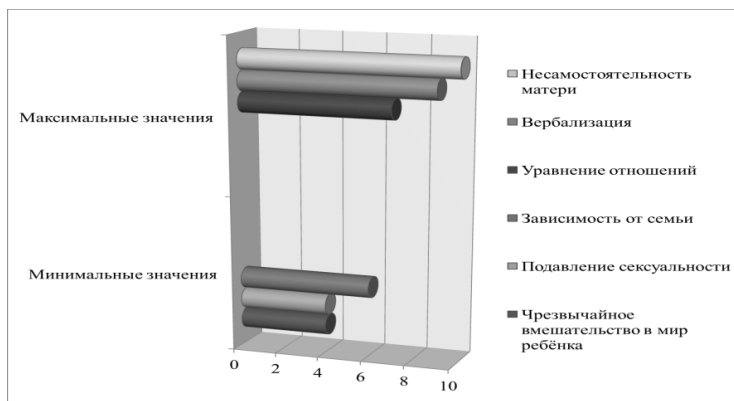 Максимальные значения
Минимальные значения
0
2
4
6
8
10
Несамостоятельность
матери
Вербализация
Уравнение отношений
Зависимость от семьи
Подавление сексуальности
Чрезвычайное
вмешательство в мир
ребёнка